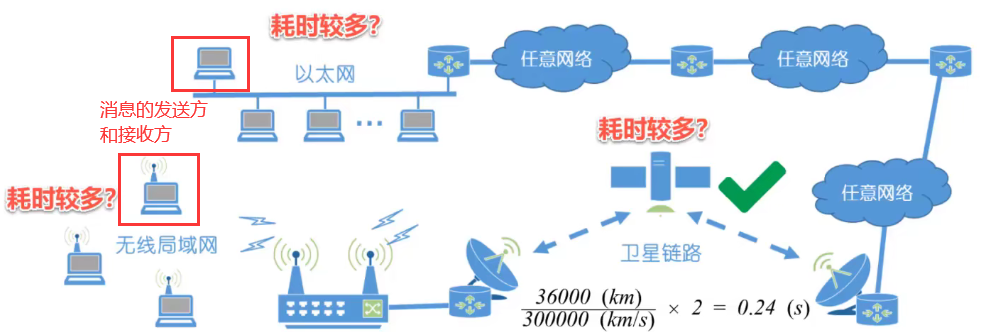 耗时较多?
以太网
任意网络
任意网络
消息的发送方
和接收方
耗时较多?
耗时较多?
任意网络
无线局域网
卫星链路
36000 (km)
300000 (km/s) × 2 = 0.24 (s)